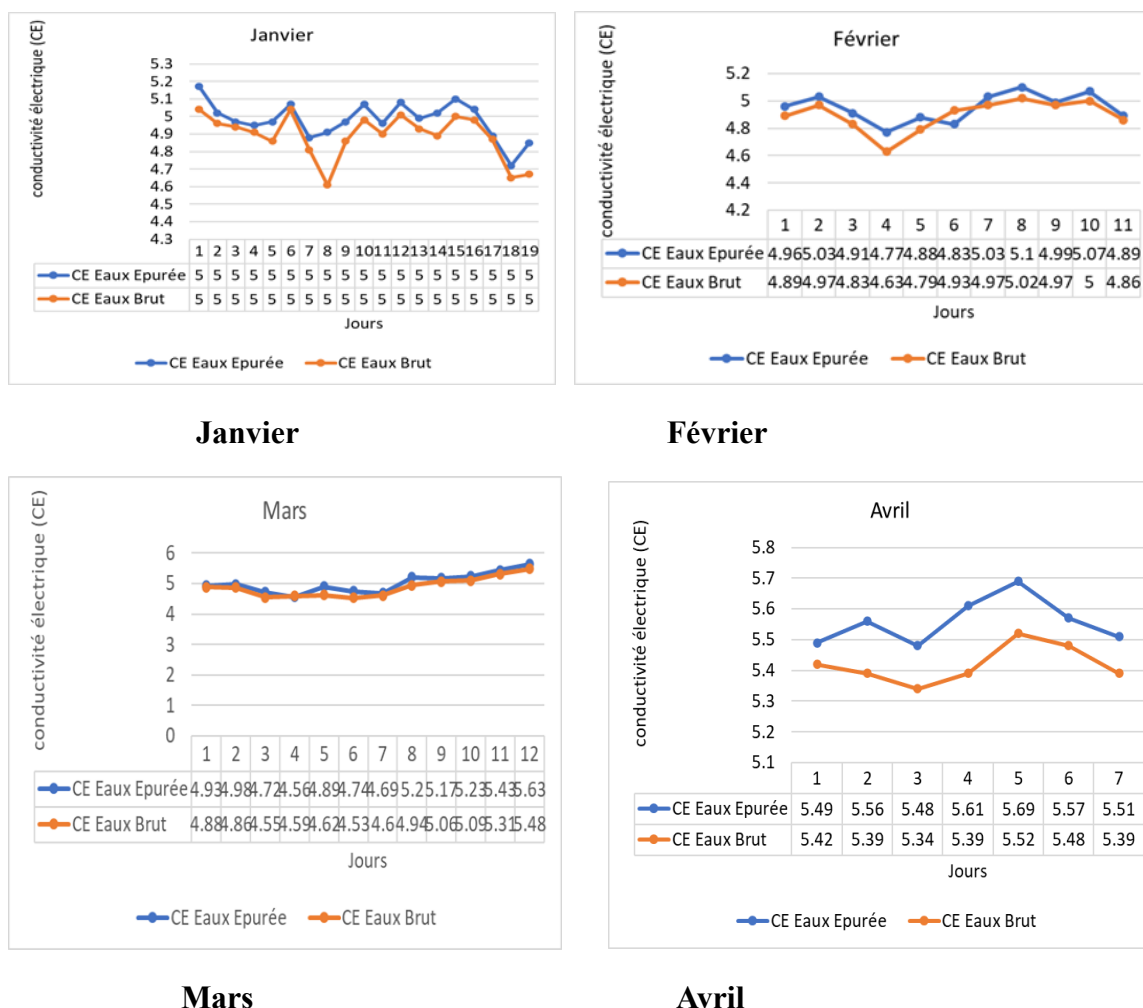 Janvier
conductivité électrique (CE)
5.3
5.2
5.1
5.0
4.9
4.8
4.7
4.6
4.5
4.4
4.3
1 2 3 4 5 6 7 8 9 10 11 12 13 14 15 16 17 18 19
CE Eaux Epurée 5 5 5 5 5 5 5 5 5 5 5 5 5 5 5 5 5 5 5
CE Eaux Brut 5 5 5 5 5 5 5 5 5 5 5 5 5 5 5 5 5 5 5
Jours
CE Eaux Epurée CE Eaux Brut
Février
conductivité électrique (CE)
5.2
5
4.8
4.6
4.4
4.2
1 2 3 4 5 6 7 8 9 10 11
CE Eaux Epurée 4.96 5.03 4.91 4.77 4.88 4.83 5.03 5.1 4.99 5.07 4.89
CE Eaux Brut 4.89 4.97 4.83 4.63 4.79 4.93 4.97 5.02 4.97 5 4.86
Jours
CE Eaux Epurée CE Eaux Brut
Janvier Février
Mars
conductivité électrique (CE)
6
5
4
3
2
1
0
1 2 3 4 5 6 7 8 9 10 11 12
CE Eaux Epurée 4.93 4.98 4.72 4.56 4.89 4.74 4.69 5.2 5.17 5.23 5.43 5.63
CE Eaux Brut 4.88 4.86 4.55 4.59 4.62 4.53 4.6 4.94 5.06 5.09 5.31 5.48
Jours
CE Eaux Epurée CE Eaux Brut
Avril
conductivité électrique (CE)
5.8
5.7
5.6
5.5
5.4
5.3
5.2
5.1
1 2 3 4 5 6 7
CE Eaux Epurée 5.49 5.56 5.48 5.61 5.69 5.57 5.51
CE Eaux Brut 5.42 5.39 5.34 5.39 5.52 5.48 5.39
Jours
CE Eaux Epurée CE Eaux Brut
Mars Avril